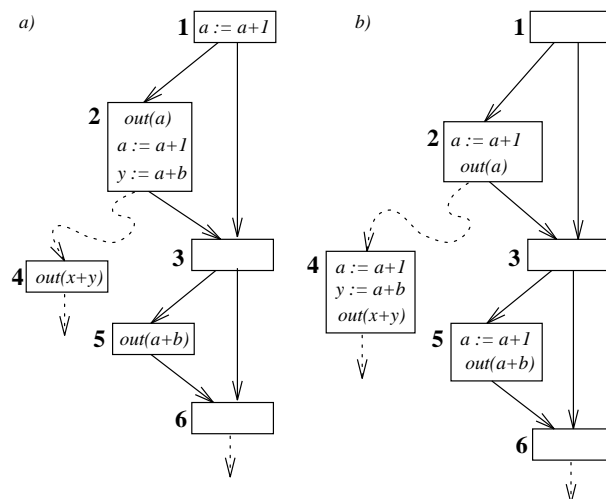 a)
1 a := a+1
2 out(a)
a := a+1
y := a+b
3
4 out(x+y)
5 out(a+b)
6
b)
1
2 a := a+1
out(a)
3
4 a := a+1
y := a+b
out(x+y)
5 a := a+1
out(a+b)
6